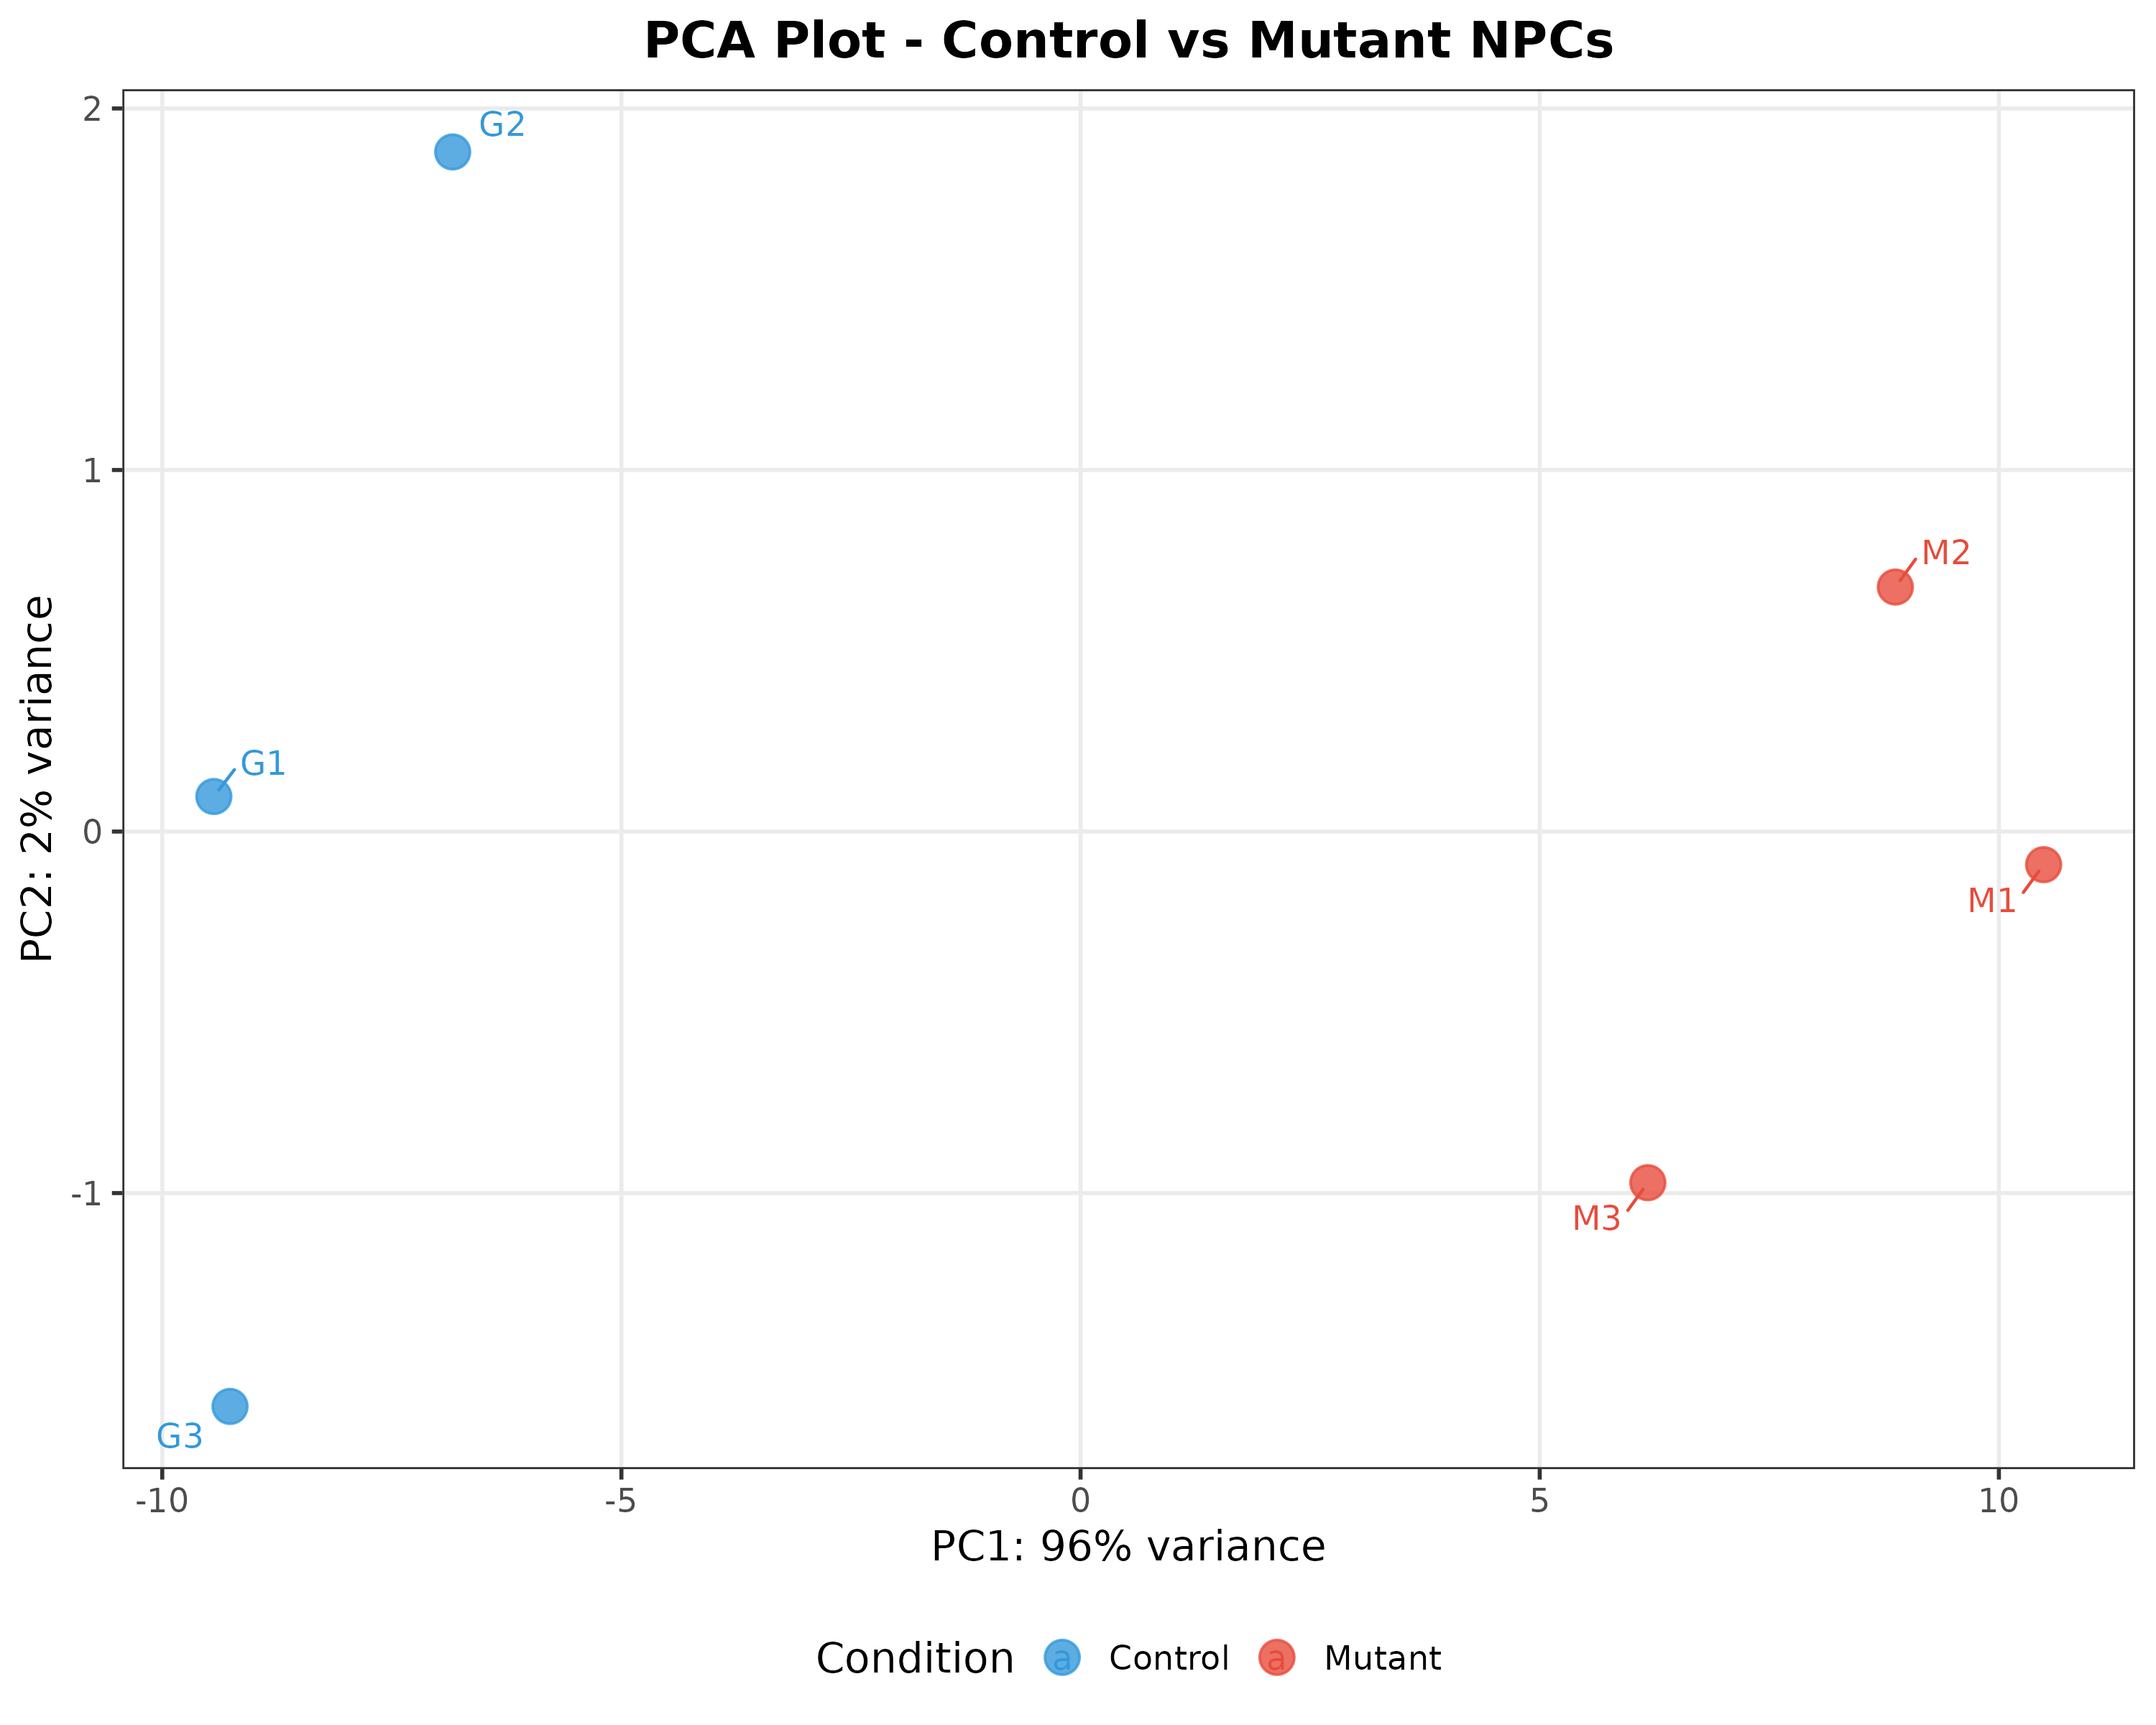 PCA Plot - Control vs Mutant NPCs
2
G2
1
M2
G1
0
M1
-1
M3
G3
PC2: 2% variance
-10 -5 0 5 10
PC1: 96% variance
Condition a Control a Mutant